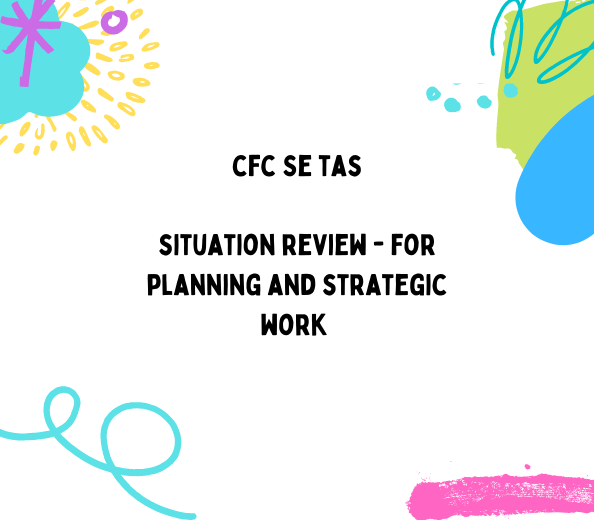 CFC SE TAS
SITUATION REVIEW - FOR
PLANNING AND STRATEGIC
WORK